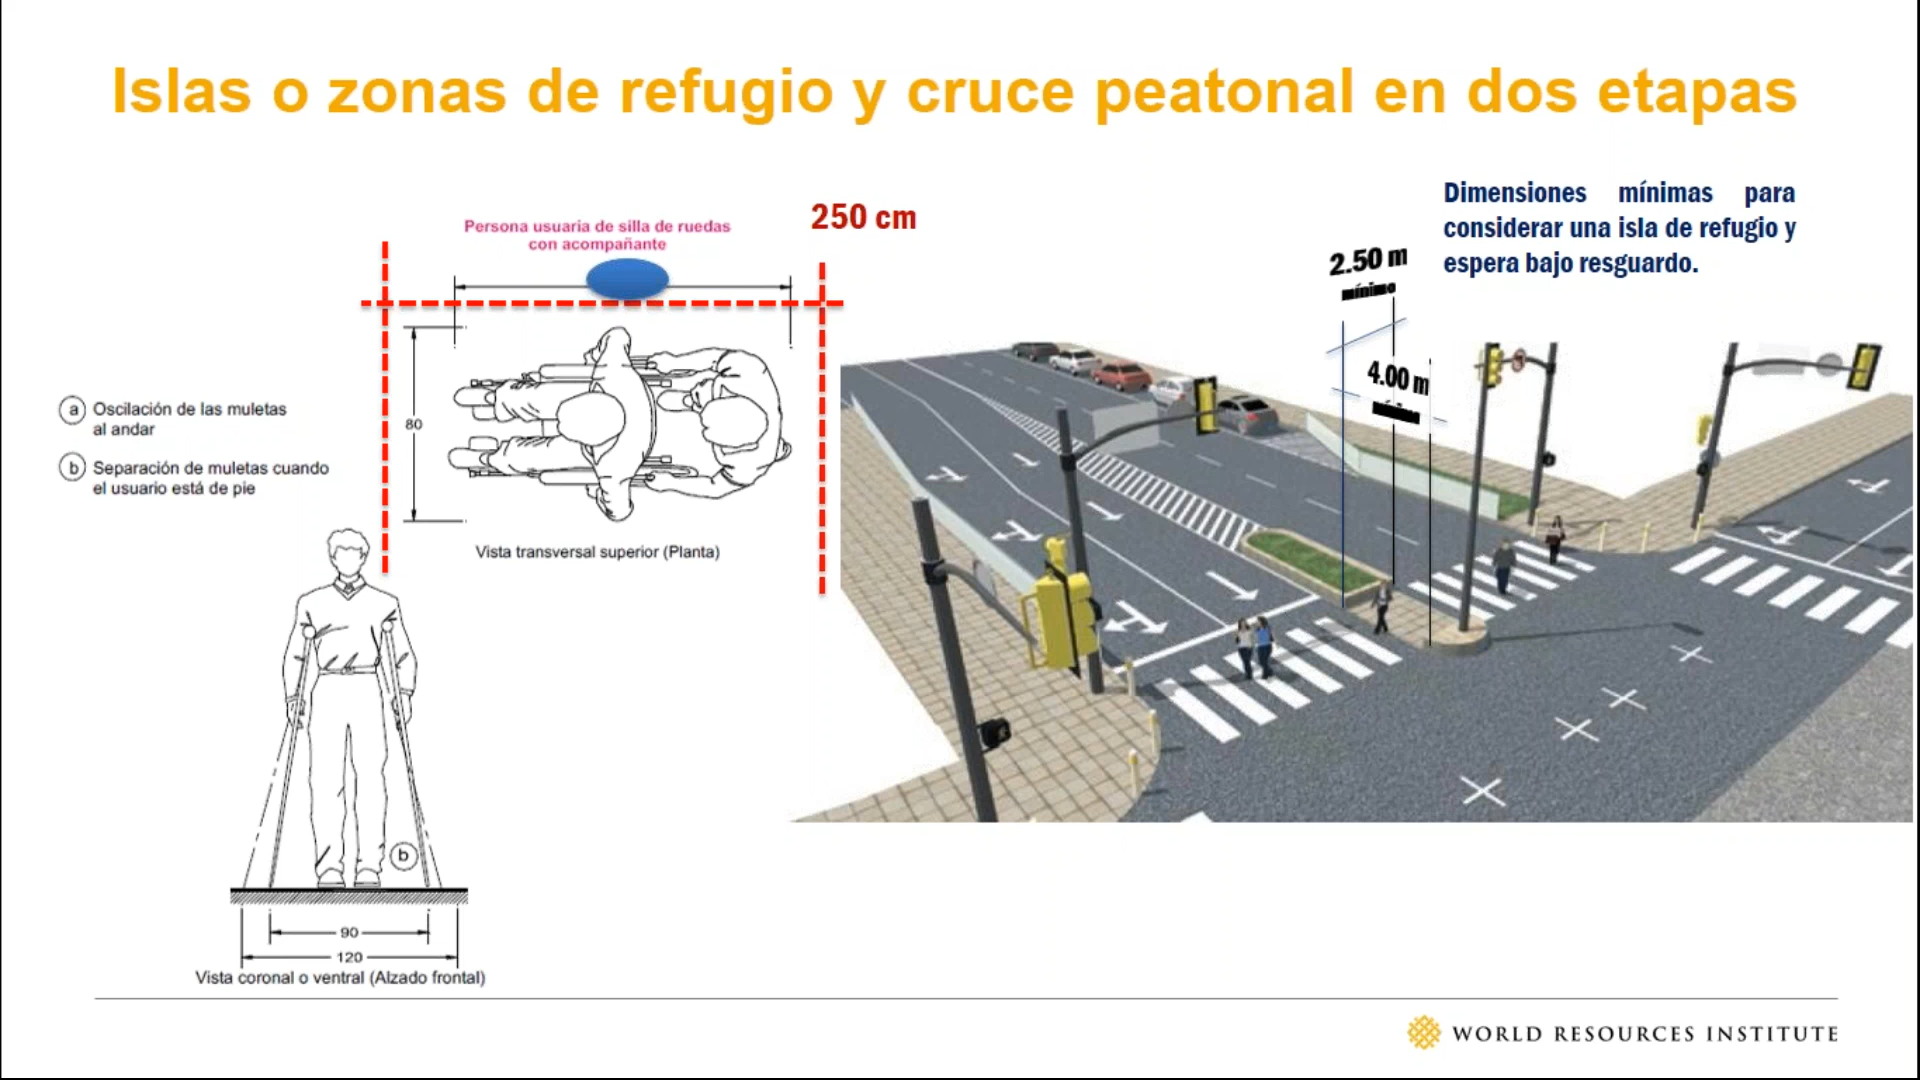 Islas o zonas de refugio y cruce peatonal en dos etapas
Persona usuaria de silla de ruedas
con acompañante
250 cm
Dimensiones mínimas para
considerar una isla de refugio y
espera bajo resguardo.
2.50 m
mínimo
4.00 m
80
a Oscilación de las muletas
al andar
b Separación de muletas cuando
el usuario está de pie
Vista transversal superior (Planta)
b
90
120
Vista coronal o ventral (Alzado frontal)
WORLD RESOURCES INSTITUTE